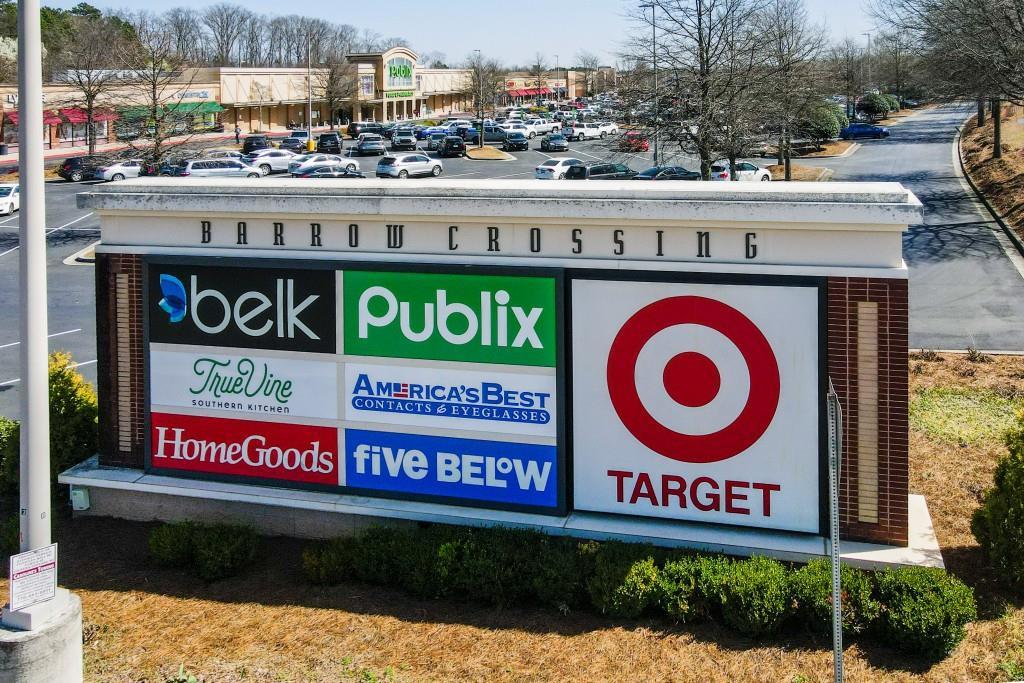 Publix
BARROW CROSSING
belk
Publix
TrueVine
SOUTHERN KITCHEN
AMERICA'S BEST
CONTACTS & EYEGLASSES
HomeGoods
five BELOW
TARGET